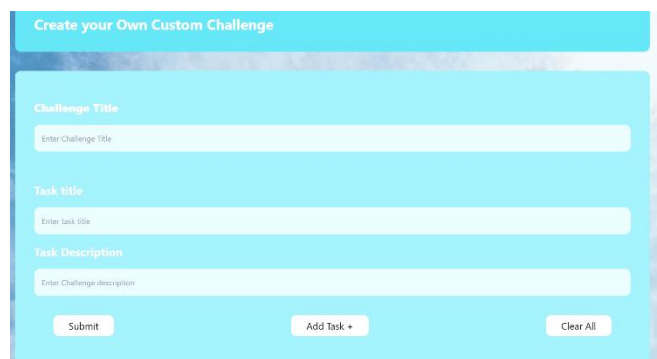 Create your Own Custom Challenge
Challenge Title
Enter Challenge Title
Task title
Enter task title
Task Description
Enter Challenge description
Submit Add Task + Clear All